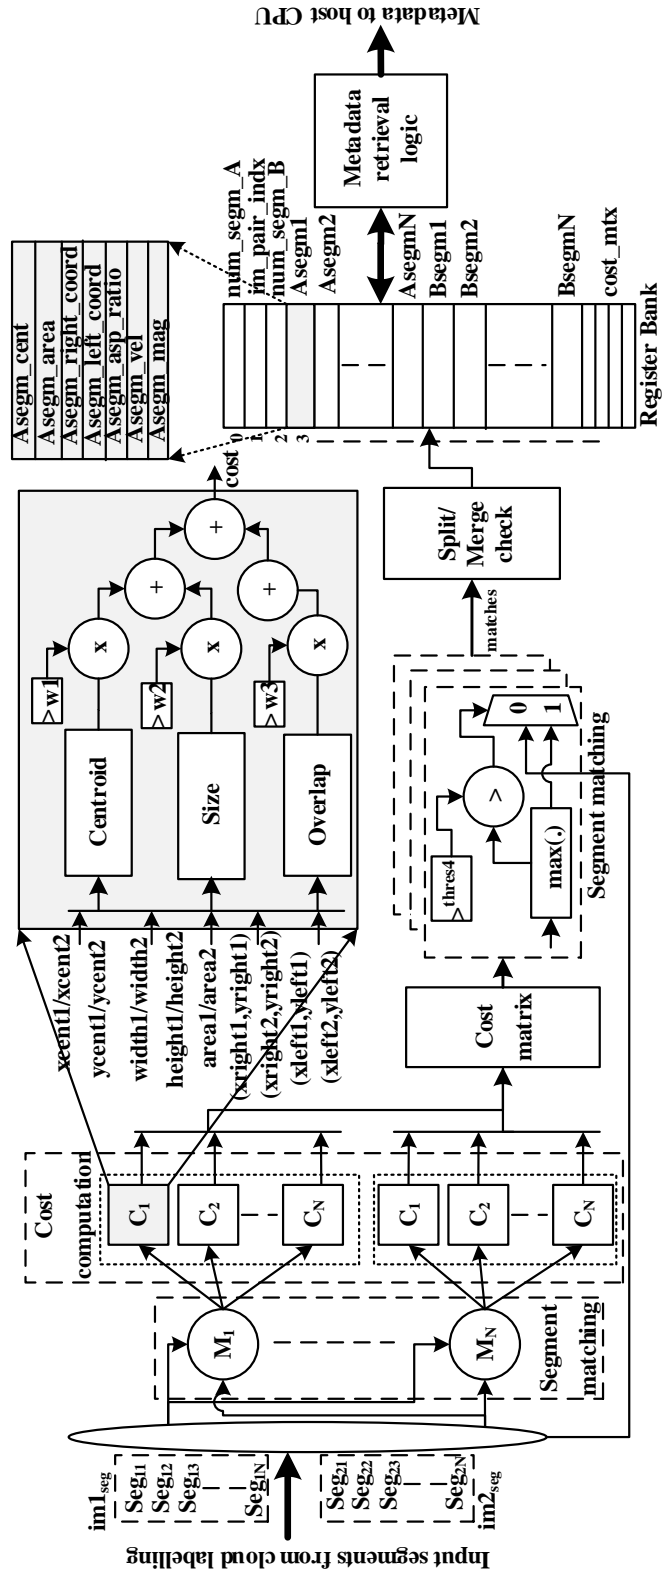 Input segments from cloud labelling
im1seg
Seg11
Seg12
Seg13
Seg1N
im2seg
Seg21
Seg22
Seg23
Seg2N
M1
MN
Segment
matching
Cost
computation
C1
C2
CN
C1
C2
CN
xcent1/xcent2
ycent1/ycent2
width1/width2
height1/height2
area1/area2
(xright1,yright1)
(xright2,yright2)
(xleft1,yleft1)
(xleft2,yleft2)
Centroid
Size
Overlap
>w1
>w2
>w3
x
x
x
+
+
+
cost
Cost
matrix
>thres4
max(.)
>
0
1
Segment matching
matches
Split/
Merge
check
Asegm_cent
Asegm_area
Asegm_right_coord
Asegm_left_coord
Asegm_asp_ratio
Asegm_vel
Asegm_mag
0
1
2
3
num_segm_A
im_pair_indx
num_segm_B
Asegm1
Asegm2
AsegmN
Bsegm1
Bsegm2
BsegmN
cost_mtx
Register Bank
Metadata
retrieval
logic
Metadata to host CPU